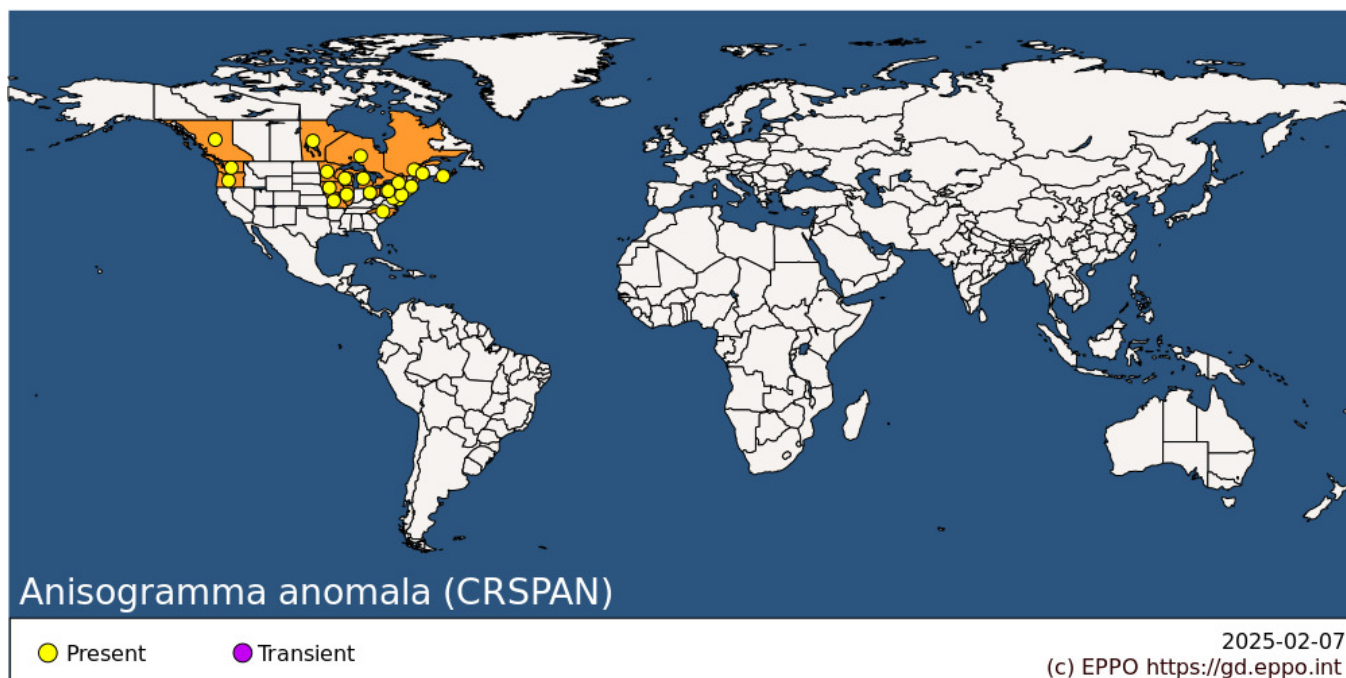 Anisogramma anomala (CRSPAN)
Present
Transient
2025-02-07
(c) EPPO https://gd.eppo.int